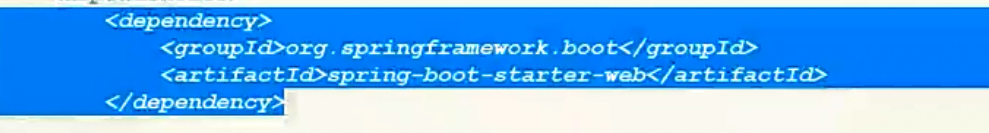 <dependency>
<groupId>org.springframework.boot</groupId>
<artifactId>spring-boot-starter-web</artifactId>
</dependency>